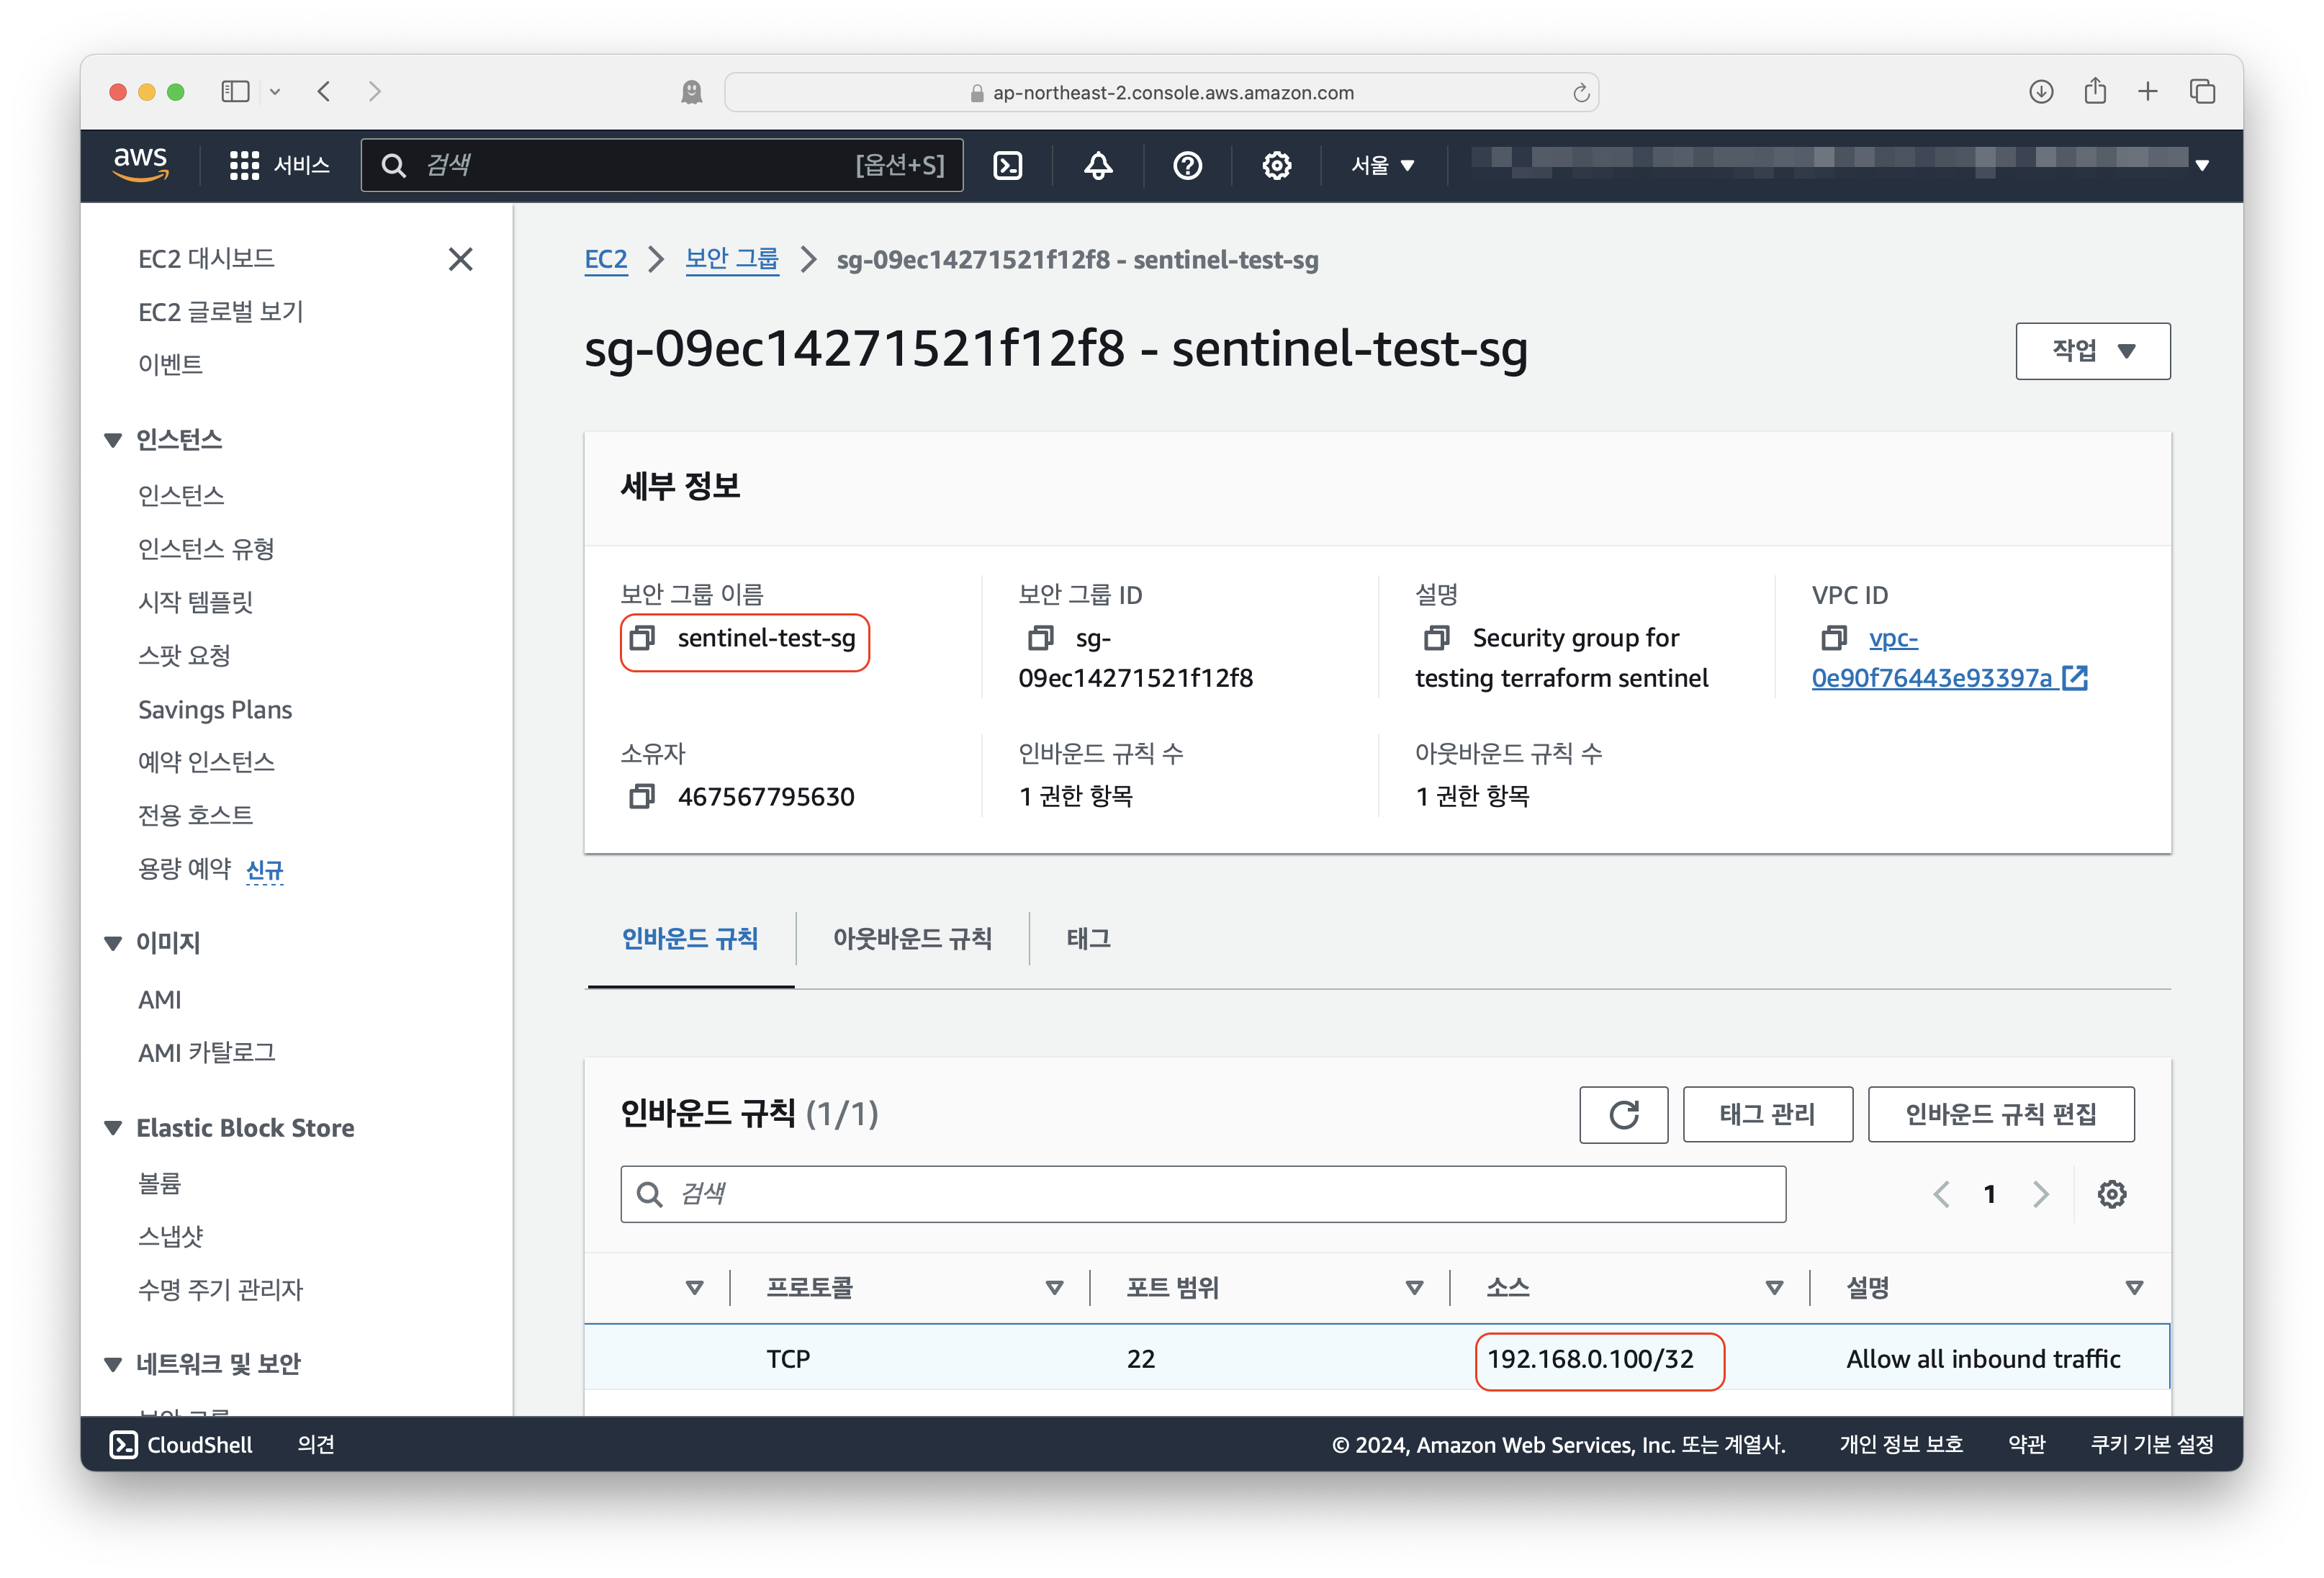 ap-northeast-2.console.aws.amazon.com
aws
서비스
검색
[옵션+S]
서울
EC2 대시보드
EC2 글로벌 보기
이벤트
인스턴스
인스턴스
인스턴스 유형
시작 템플릿
스팟 요청
Savings Plans
예약 인스턴스
전용 호스트
용량 예약 신규
이미지
AMI
AMI 카탈로그
Elastic Block Store
볼륨
스냅샷
수명 주기 관리자
네트워크 및 보안
보안 그룹
EC2 > 보안 그룹 > sg-09ec14271521f12f8 - sentinel-test-sg
sg-09ec14271521f12f8 - sentinel-test-sg
작업
세부 정보
보안 그룹 이름
sentinel-test-sg
보안 그룹 ID
sg-
09ec14271521f12f8
설명
Security group for
testing terraform sentinel
VPC ID
vpc-
0e90f76443e93397a
소유자
467567795630
인바운드 규칙 수
1 권한 항목
아웃바운드 규칙 수
1 권한 항목
인바운드 규칙
아웃바운드 규칙
태그
인바운드 규칙 (1/1)
태그 관리
인바운드 규칙 편집
검색
1
프로토콜 포트 범위 소스 설명
TCP 22 192.168.0.100/32 Allow all inbound traffic
CloudShell 의견
© 2024, Amazon Web Services, Inc. 또는 계열사. 개인 정보 보호 약관 쿠키 기본 설정